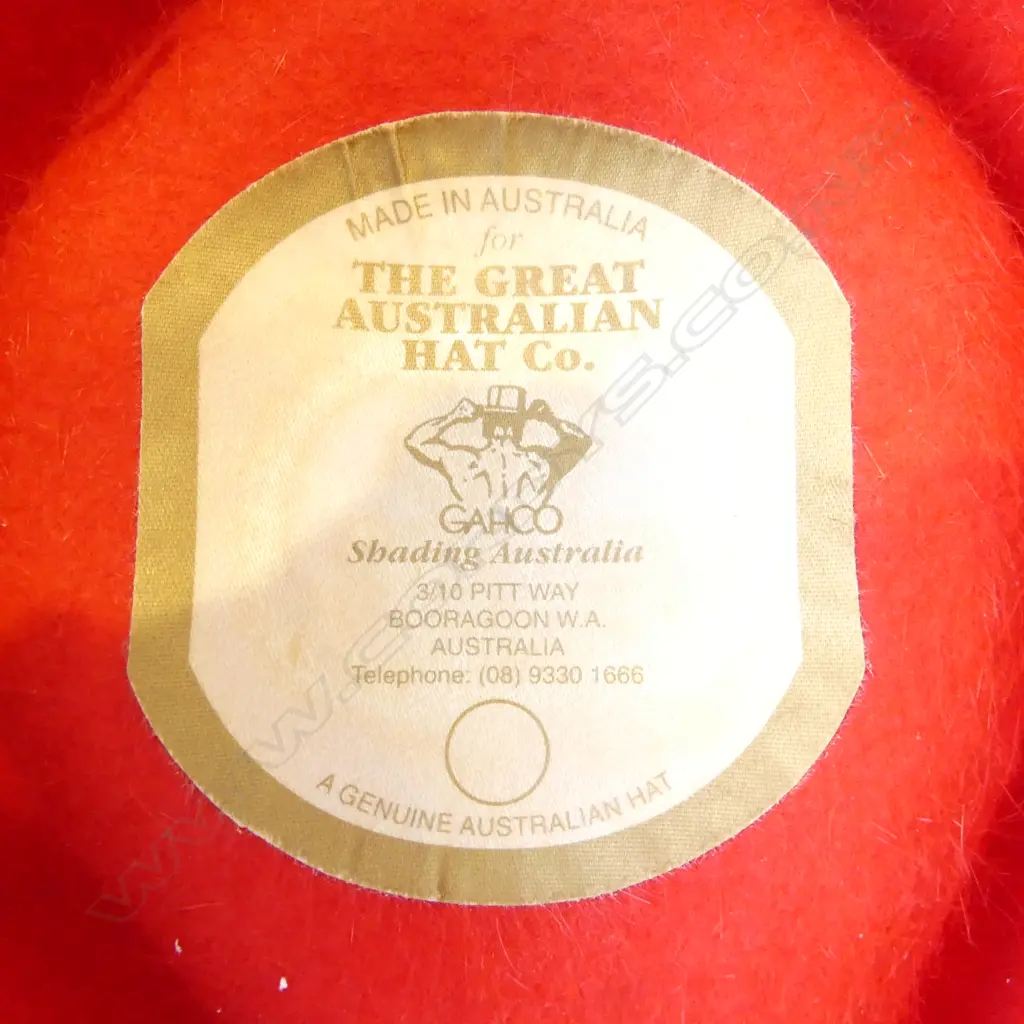 MADE IN AUSTRALIA
for
THE GREAT
AUSTRALIAN
HAT Co.
GAHCO
Shading Australia
3/10 PITT WAY
BOORAGOON W.A.
AUSTRALIA
Telephone: (08) 9330 1666
A GENUINE AUSTRALIAN HAT